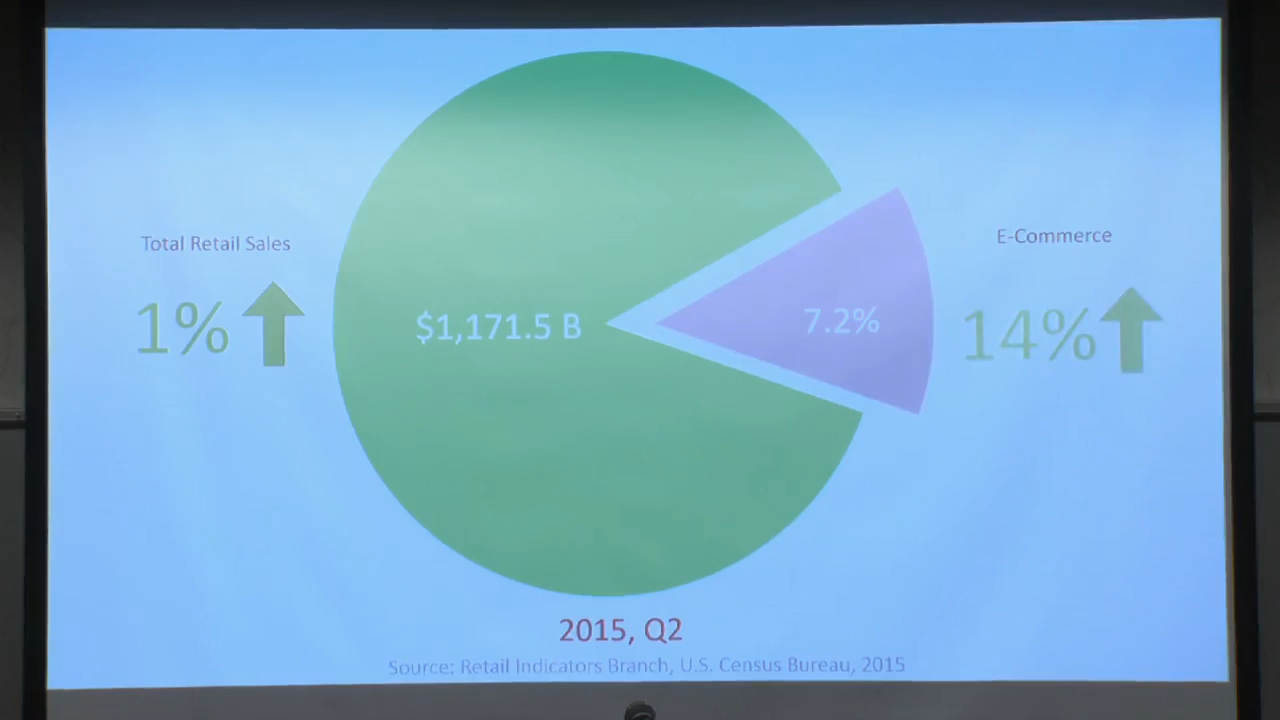 Total Retail Sales
1%
$1,171.5 B
7.2%
E-Commerce
14%
2015, Q2
Source: Retail Indicators Branch, U.S. Census Bureau, 2015